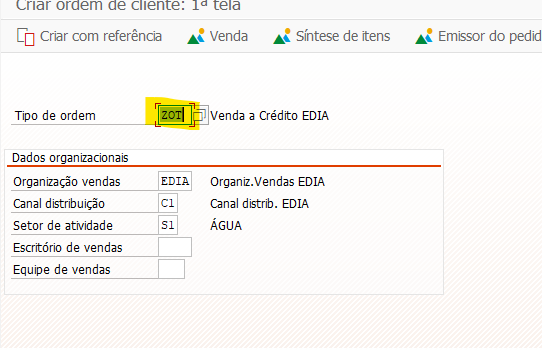 Criar ordem de cliente: 1ª tela
Criar com referência Venda Síntese de itens Emissor do pedid
Tipo de ordem ZOT Venda a Crédito EDIA
Dados organizacionais
Organização vendas EDIA Organiz.Vendas EDIA
Canal distribuição C1 Canal distrib. EDIA
Setor de atividade S1 ÁGUA
Escritório de vendas
Equipe de vendas